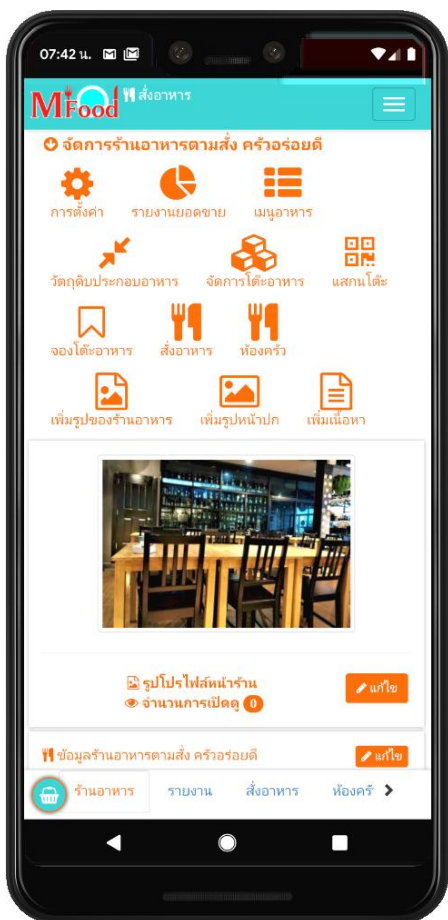 07:42 น.
MFood สั่งอาหาร
จัดการร้านอาหารตามสั่ง ครัวอร่อยดี
การตั้งค่า รายงานยอดขาย เมนูอาหาร
วัตถุดิบประกอบอาหาร จัดการโต๊ะอาหาร แสกนโต๊ะ
จองโต๊ะอาหาร สั่งอาหาร ห้องครัว
เพิ่มรูปของร้านอาหาร เพิ่มรูปหน้าปก เพิ่มเนื้อหา
รูปโปรไฟล์หน้าร้าน
จำนวนการเปิดดู 0
แก้ไข
ข้อมูลร้านอาหารตามสั่ง ครัวอร่อยดี แก้ไข
ร้านอาหาร รายงาน สั่งอาหาร ห้องครั